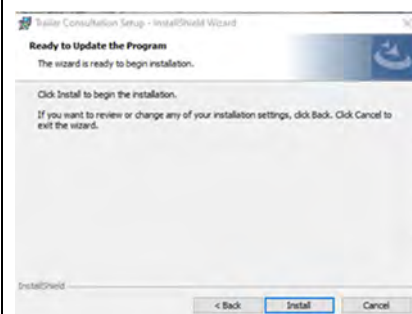 Trailer Consultation Setup - InstallShield Wizard
Ready to Update the Program
The wizard is ready to begin installation.
Click Install to begin the installation.
If you want to review or change any of your installation settings, click Back. Click Cancel to
exit the wizard.
InstallShield
< Back
Install
Cancel